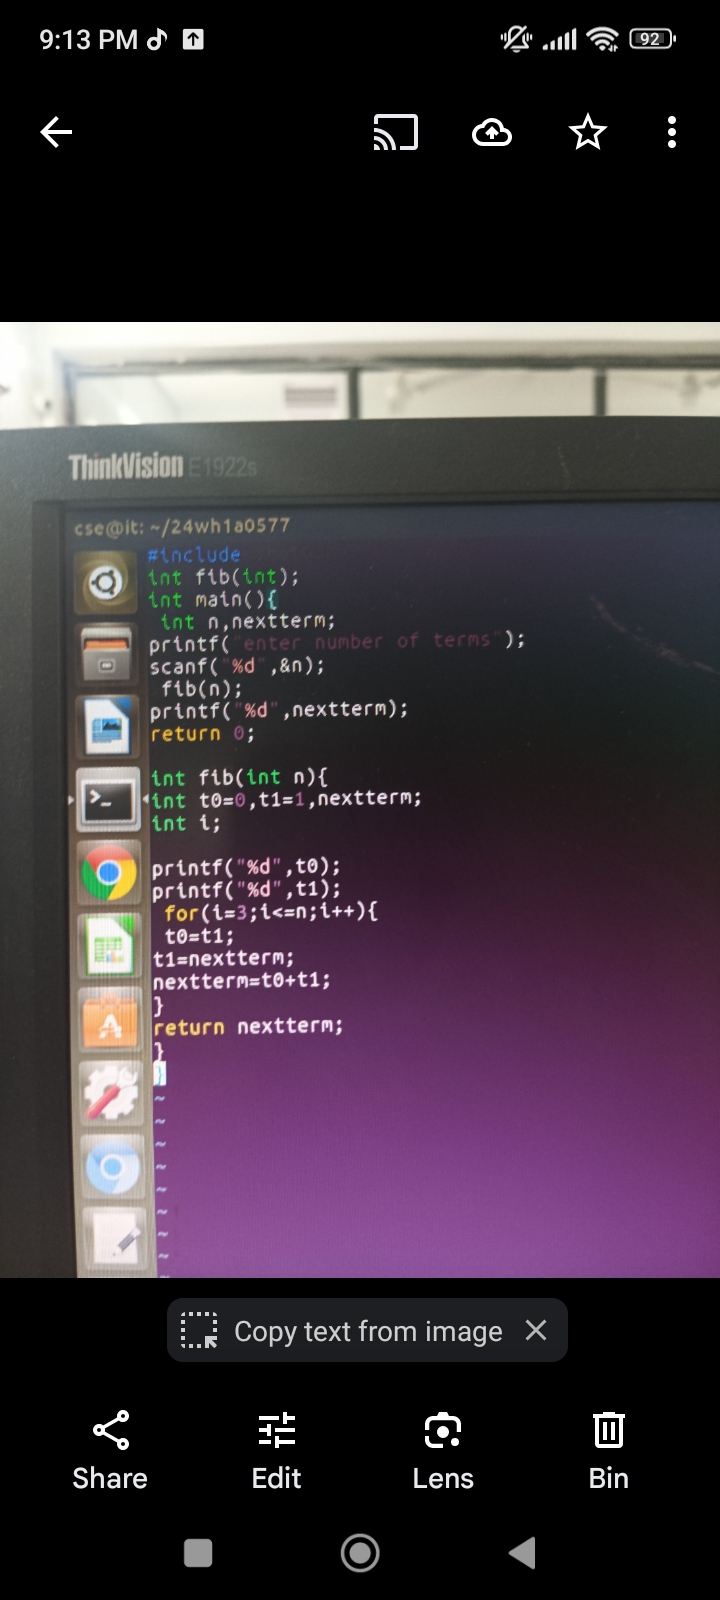 9:13 PM
92
ThinkVision E1922s
cse@it: ~/24wh1a0577
#include
int fib(int);
int main(){
 int n,nextterm;
printf("enter number of terms");
scanf("%d",&n);
 fib(n);
printf("%d",nextterm);
return 0;

int fib(int n){
int t0=0,t1=1,nextterm;
int i;

printf("%d",t0);
printf("%d",t1);
 for(i=3;i<=n;i++){
 t0=t1;
t1=nextterm;
nextterm=t0+t1;
}
return nextterm;
}
}
~
~
~
~
~
~
~
~
~
Copy text from image
Share Edit Lens Bin